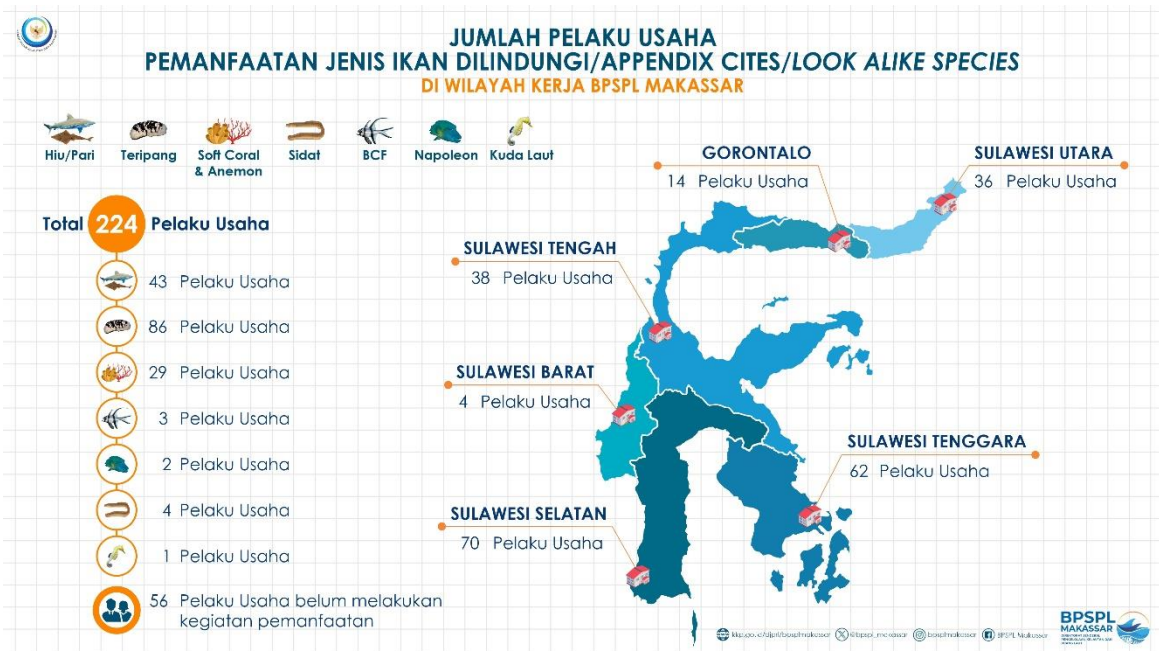 JUMLAH PELAKU USAHA
PEMANFAATAN JENIS IKAN DILINDUNGI/APPENDIX CITES/LOOK ALIKE SPECIES
DI WILAYAH KERJA BPSPL MAKASSAR
Hiu/Pari
Teripang
Soft Coral
& Anemon
Sidat
BCF
Napoleon
Kuda Laut
Total 224 Pelaku Usaha
43 Pelaku Usaha
86 Pelaku Usaha
29 Pelaku Usaha
3 Pelaku Usaha
2 Pelaku Usaha
4 Pelaku Usaha
1 Pelaku Usaha
56 Pelaku Usaha belum melakukan
kegiatan pemanfaatan
GORONTALO
14 Pelaku Usaha
SULAWESI UTARA
36 Pelaku Usaha
SULAWESI TENGAH
38 Pelaku Usaha
SULAWESI BARAT
4 Pelaku Usaha
SULAWESI TENGGARA
62 Pelaku Usaha
SULAWESI SELATAN
70 Pelaku Usaha
@bpspl_makassar
bpsplmakassar
BPSPL Makassar
BPSPL
MAKASSAR